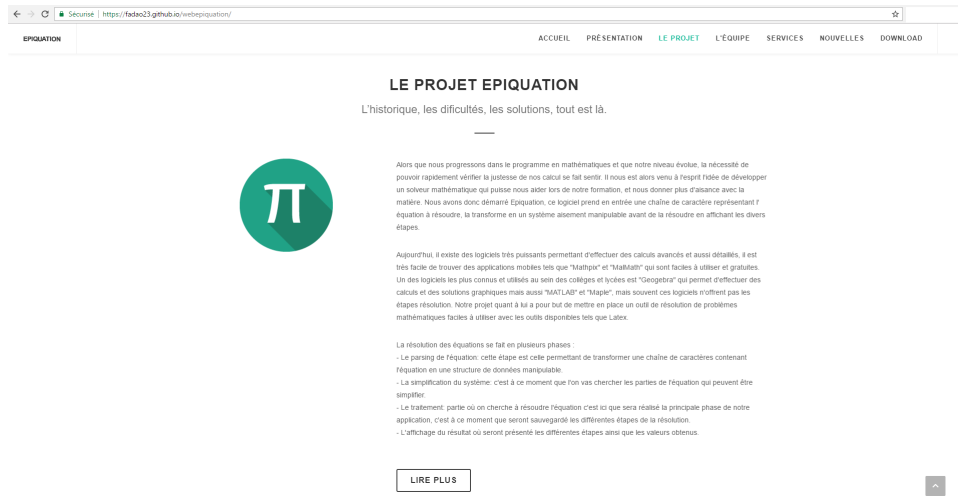 Sécurisé | https://fadao23.github.io/webepiquation/
EPIQUATION
ACCUEIL PRÉSENTATION LE PROJET L'ÉQUIPE SERVICES NOUVELLES DOWNLOAD
LE PROJET EPIQUATION
L'historique, les dificultés, les solutions, tout est là.
π
Alors que nous progressons dans le programme en mathématiques et que notre niveau évolue, la nécessité de
pouvoir rapidement vérifier la justesse de nos calcul se fait sentir. Il nous est alors venu à l'esprit l'idée de développer
un solveur mathématique qui puisse nous aider lors de notre formation, et nous donner plus d'aisance avec la
matière. Nous avons donc démarré Epiquation, ce logiciel prend en entrée une chaîne de caractère représentant l'
équation à résoudre, la transforme en un système aisement manipulable avant de la résoudre en affichant les divers
étapes.
Aujourd'hui, il existe des logiciels très puissants permettant d'effectuer des calculs avancés et aussi détaillés, il est
très facile de trouver des applications mobiles tels que "Mathpix" et "MalMath" qui sont faciles à utiliser et gratuites.
Un des logiciels les plus connus et utilisés au sein des collèges et lycées est "Geogebra" qui permet d'effectuer des
calculs et des solutions graphiques mais aussi "MATLAB" et "Maple", mais souvent ces logiciels n'offrent pas les
étapes résolution. Notre projet quant à lui a pour but de mettre en place un outil de résolution de problèmes
mathématiques faciles à utiliser avec les outils disponibles tels que Latex.
La résolution des équations se fait en plusieurs phases :
- Le parsing de l'équation: cette étape est celle permettant de transformer une chaîne de caractères contenant
l'équation en une structure de données manipulable.
- La simplification du système: c'est à ce moment que l'on vas chercher les parties de l'équation qui peuvent être
simplifier.
- Le traitement: partie où on cherche à résoudre l'équation c'est ici que sera réalisé la principale phase de notre
application, c'est à ce moment que seront sauvegardé les différentes étapes de la résolution.
- L'affichage du résultat où seront présenté les différentes étapes ainsi que les valeurs obtenus.
LIRE PLUS